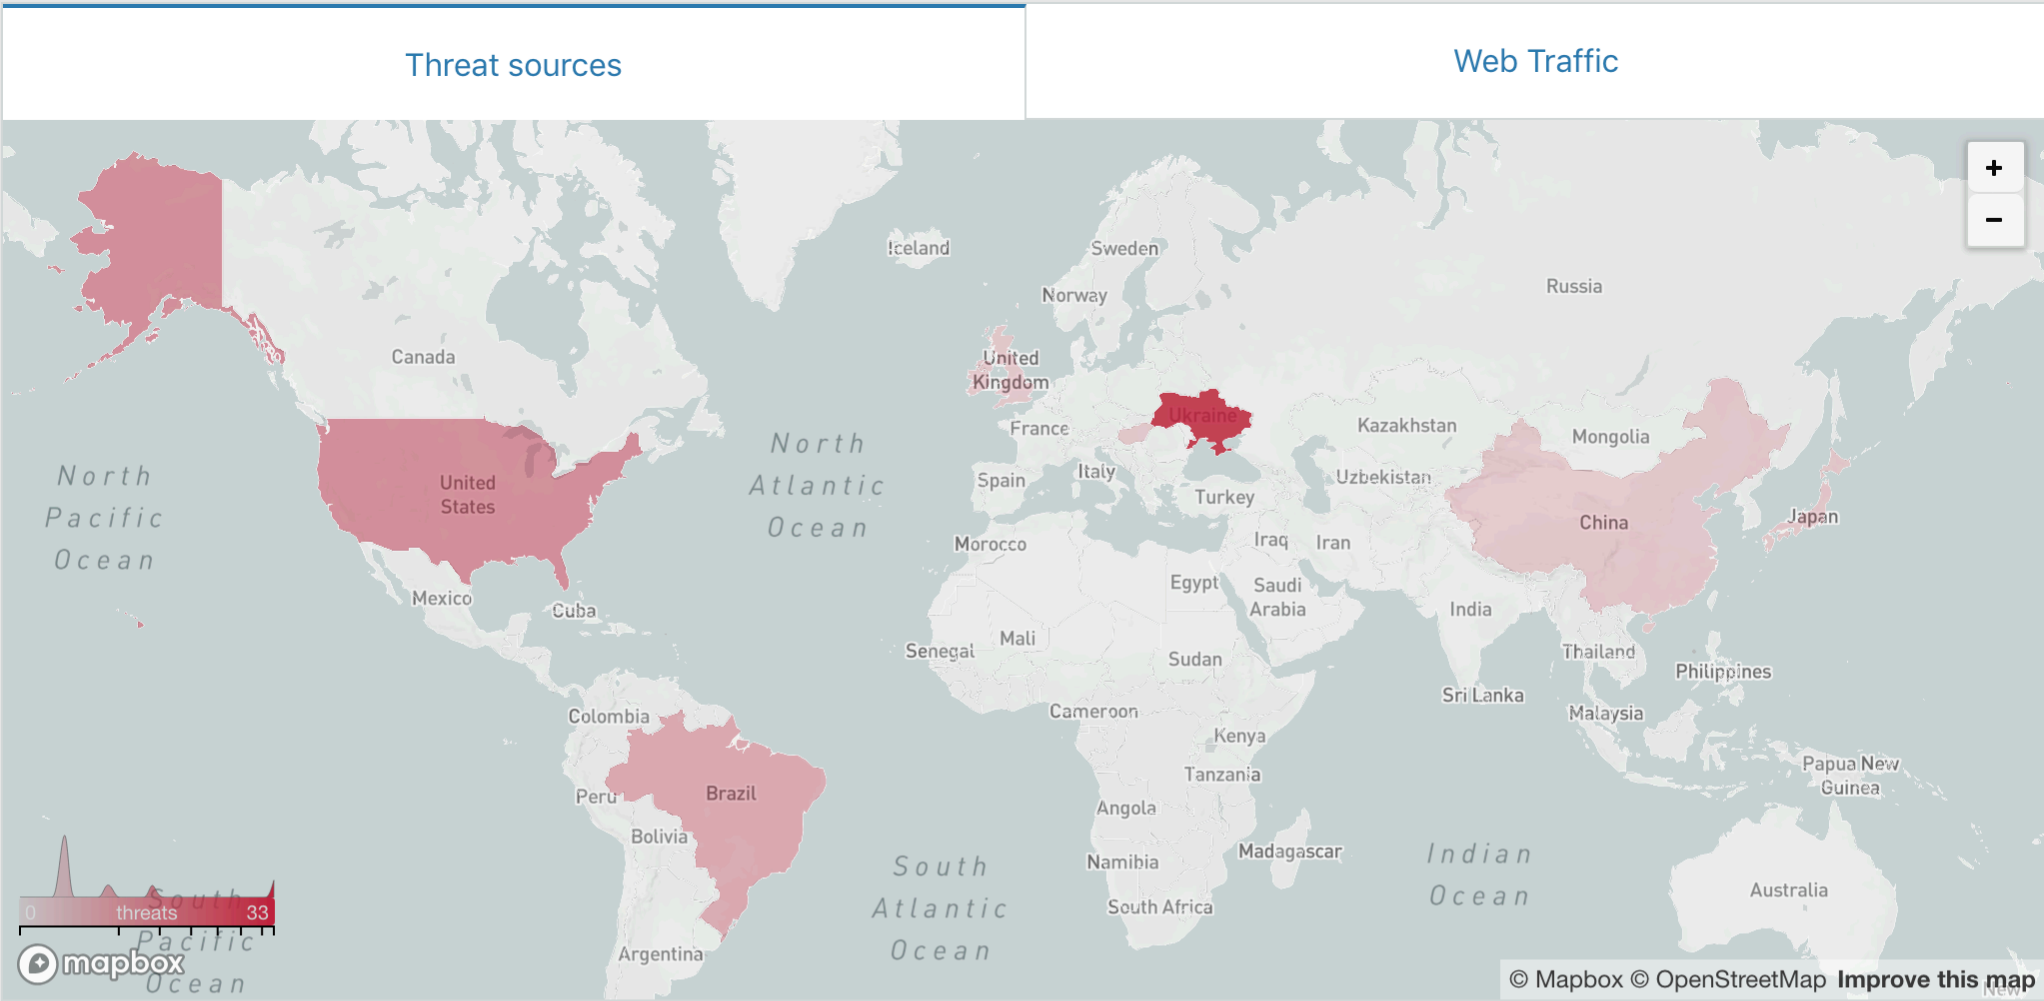 Threat sources
Web Traffic
+
−
Iceland
Sweden
Norway
Russia
Canada
United
Kingdom
Ukraine
France
Kazakhstan
Mongolia
North
Atlantic
Ocean
North
Pacific
Ocean
United
States
Spain
Italy
Turkey
Uzbekistan
China
Japan
Morocco
Iraq
Iran
Egypt
Saudi
Arabia
India
Mexico
Cuba
Senegal
Mali
Sudan
Thailand
Philippines
Sri Lanka
Malaysia
Colombia
Cameroon
Kenya
Tanzania
Papua New
Guinea
Peru
Brazil
Angola
Bolivia
Namibia
Madagascar
South Africa
Indian
Ocean
South
Atlantic
Ocean
Australia
Argentina
0 threats 33
South
Pacific
Ocean
mapbox
© Mapbox © OpenStreetMap Improve this map
New